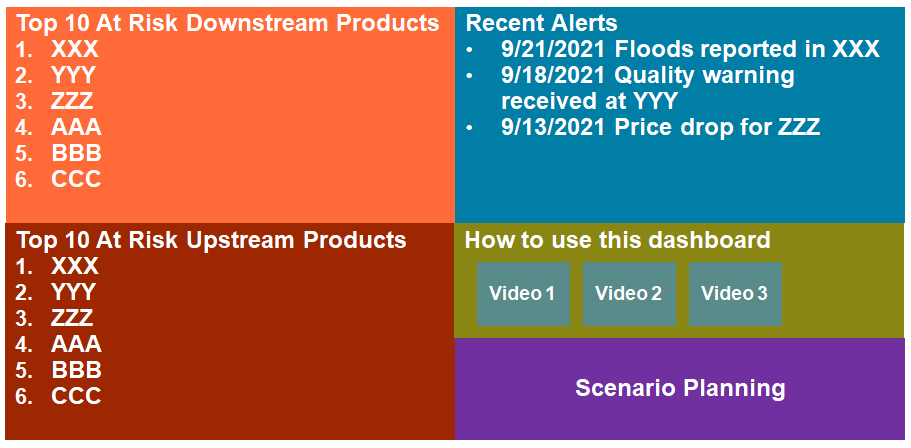 Top 10 At Risk Downstream Products
1. XXX
2. YYY
3. ZZZ
4. AAA
5. BBB
6. CCC
Recent Alerts
• 9/21/2021 Floods reported in XXX
• 9/18/2021 Quality warning
received at YYY
• 9/13/2021 Price drop for ZZZ
Top 10 At Risk Upstream Products
1. XXX
2. YYY
3. ZZZ
4. AAA
5. BBB
6. CCC
How to use this dashboard
Video 1
Video 2
Video 3
Scenario Planning